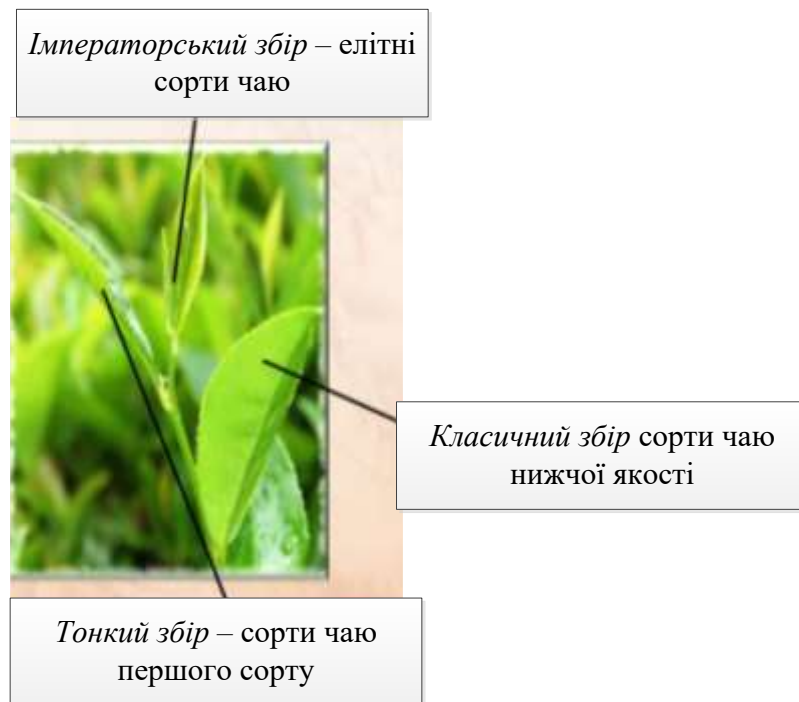 Імператорський збір – елітні
сорти чаю
Класичний збір сорти чаю
нижчої якості
Тонкий збір – сорти чаю
першого сорту